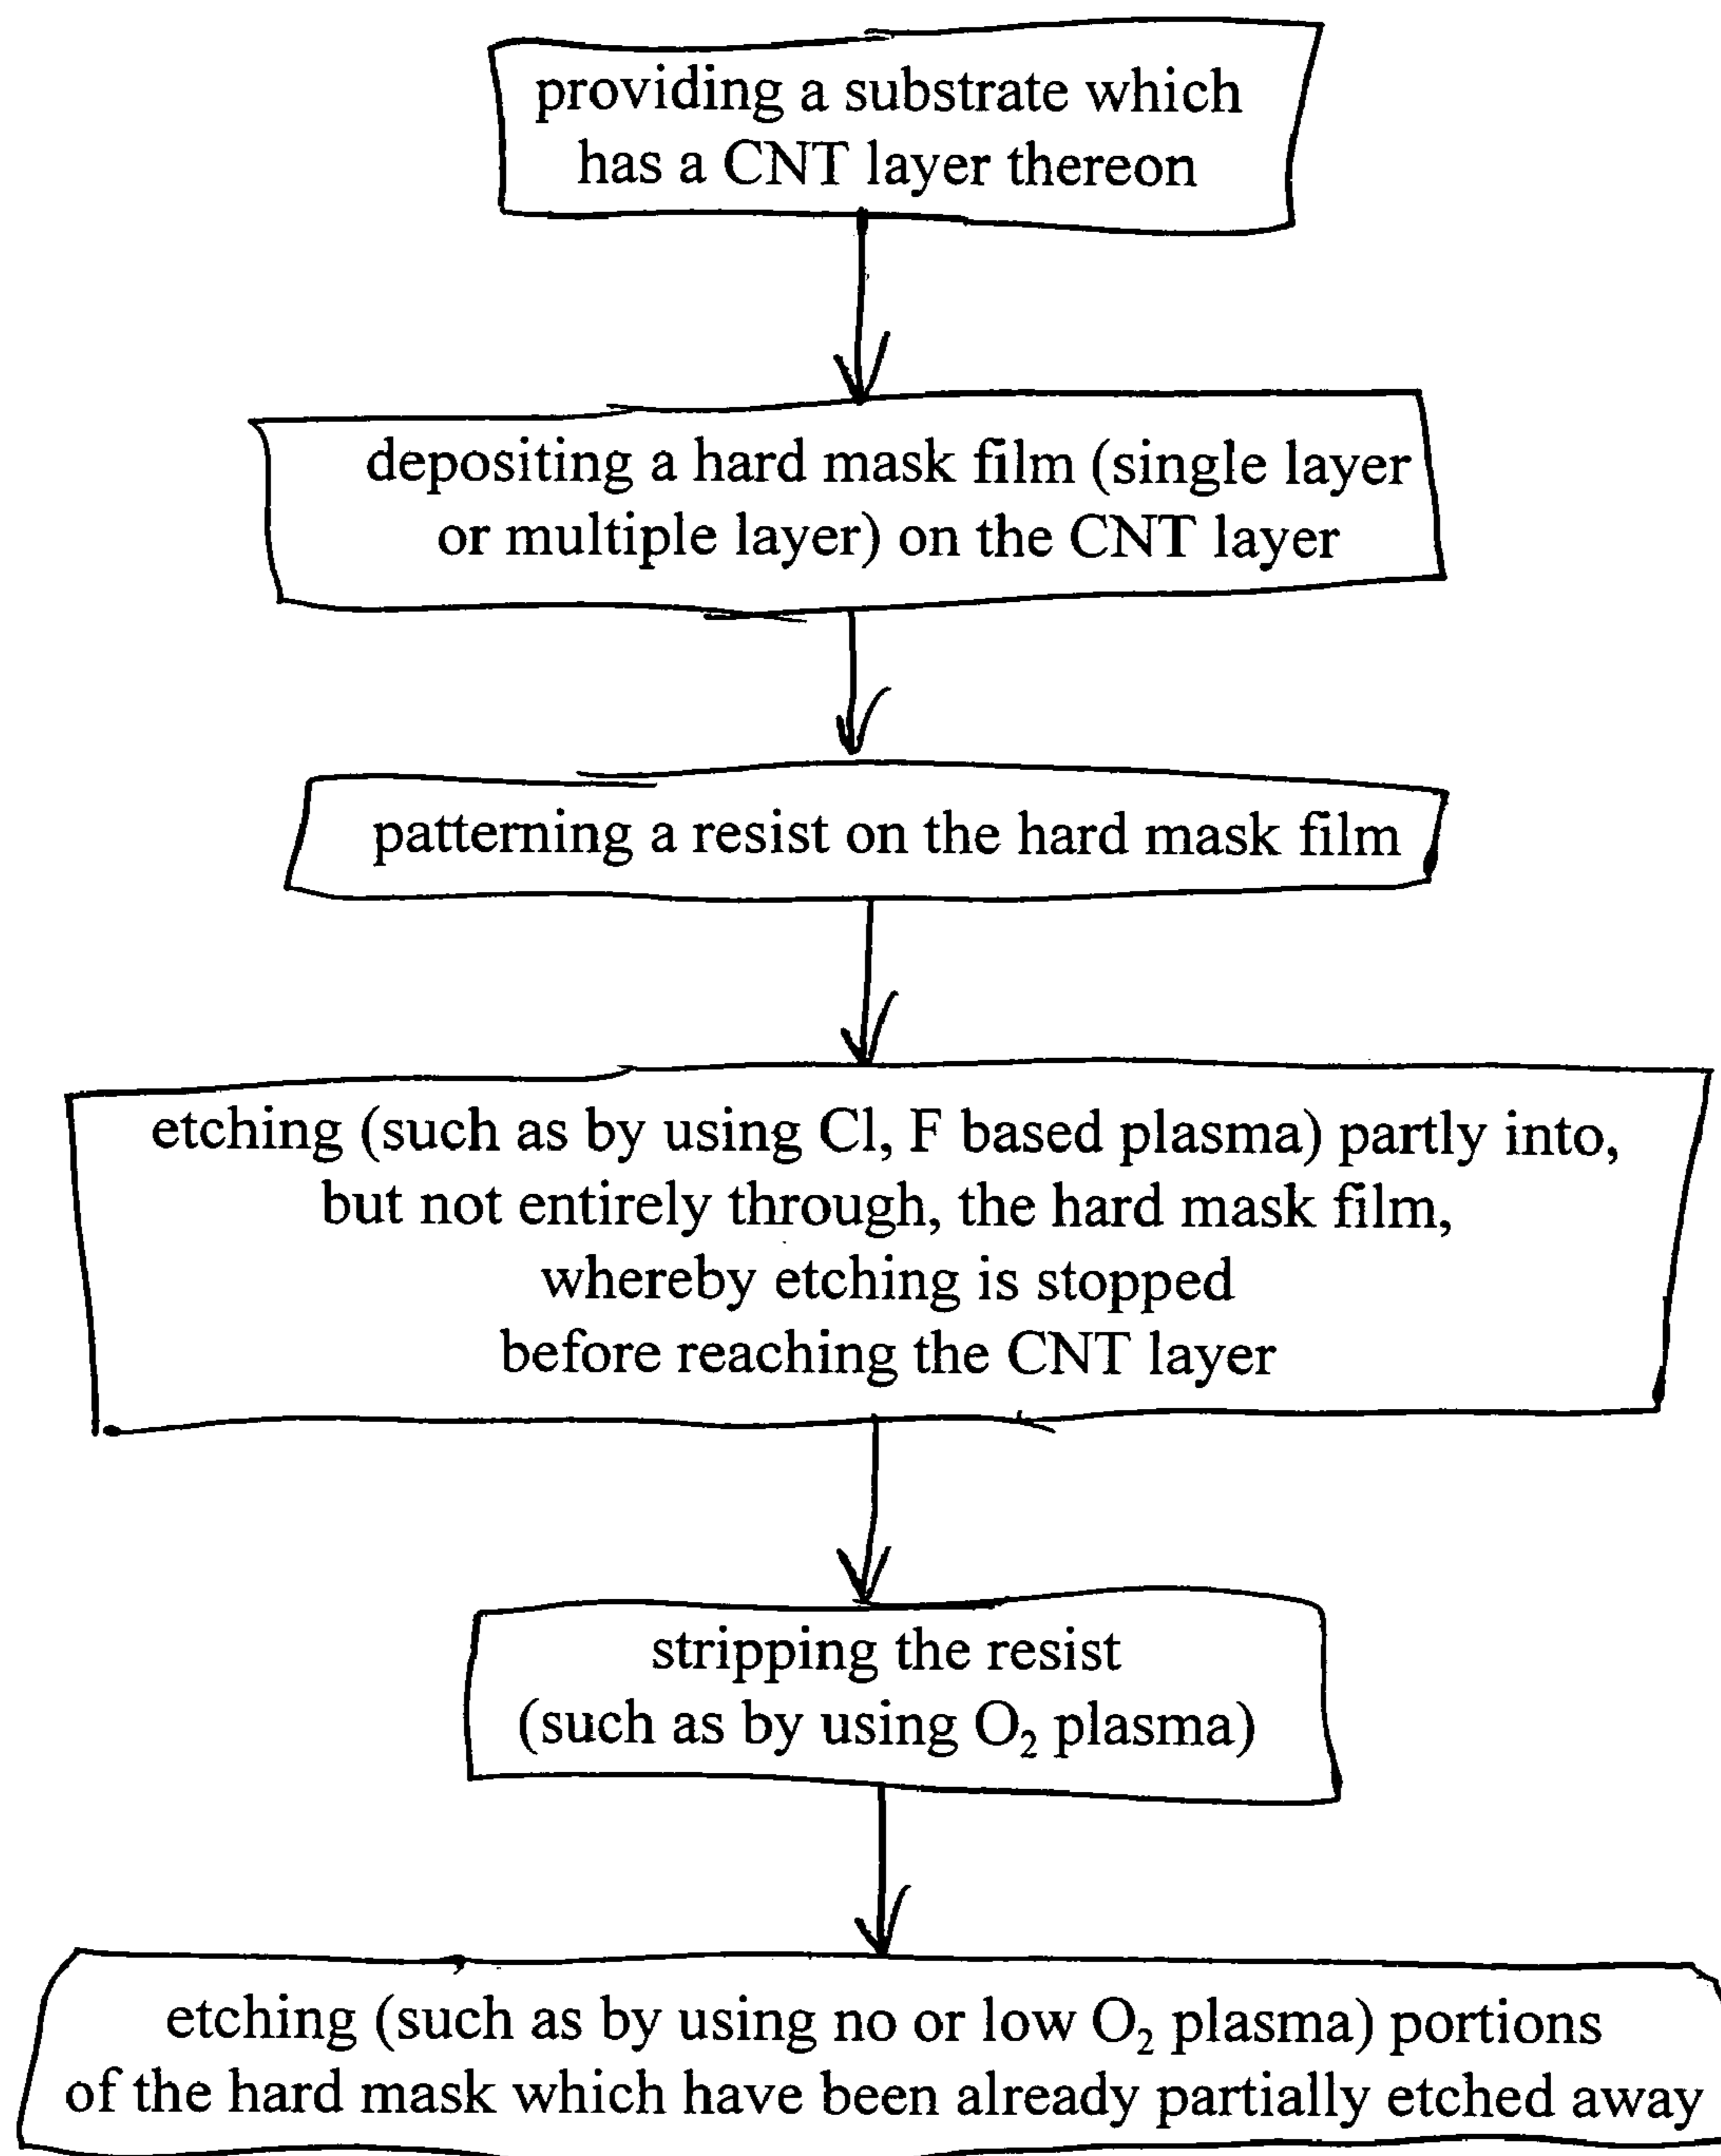 providing a substrate which
has a CNT layer thereon
depositing a hard mask film (single layer
or multiple layer) on the CNT layer
patterning a resist on the hard mask film
etching (such as by using Cl, F based plasma) partly into,
but not entirely through, the hard mask film,
whereby etching is stopped
before reaching the CNT layer
stripping the resist
(such as by using O₂ plasma)
etching (such as by using no or low O₂ plasma) portions
of the hard mask which have been already partially etched away